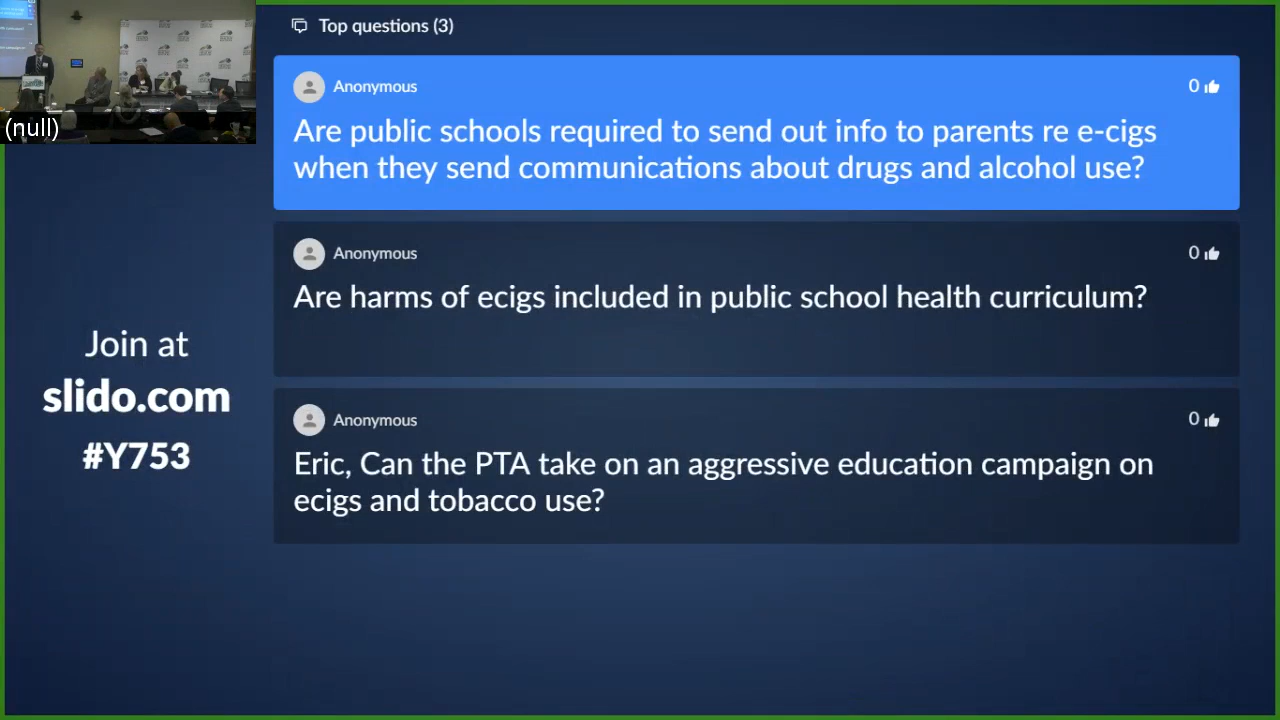 Top questions (3)
Anonymous
0
Are public schools required to send out info to parents re e-cigs
when they send communications about drugs and alcohol use?
Anonymous
0
Are harms of ecigs included in public school health curriculum?
Anonymous
0
Eric, Can the PTA take on an aggressive education campaign on
ecigs and tobacco use?
Join at
slido.com
#Y753
(null)